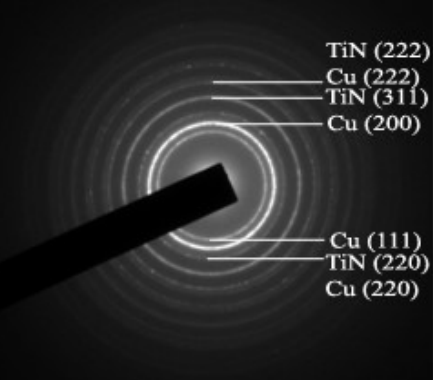 TiN (222)
Cu (222)
TiN (311)
Cu (200)
Cu (111)
TiN (220)
Cu (220)